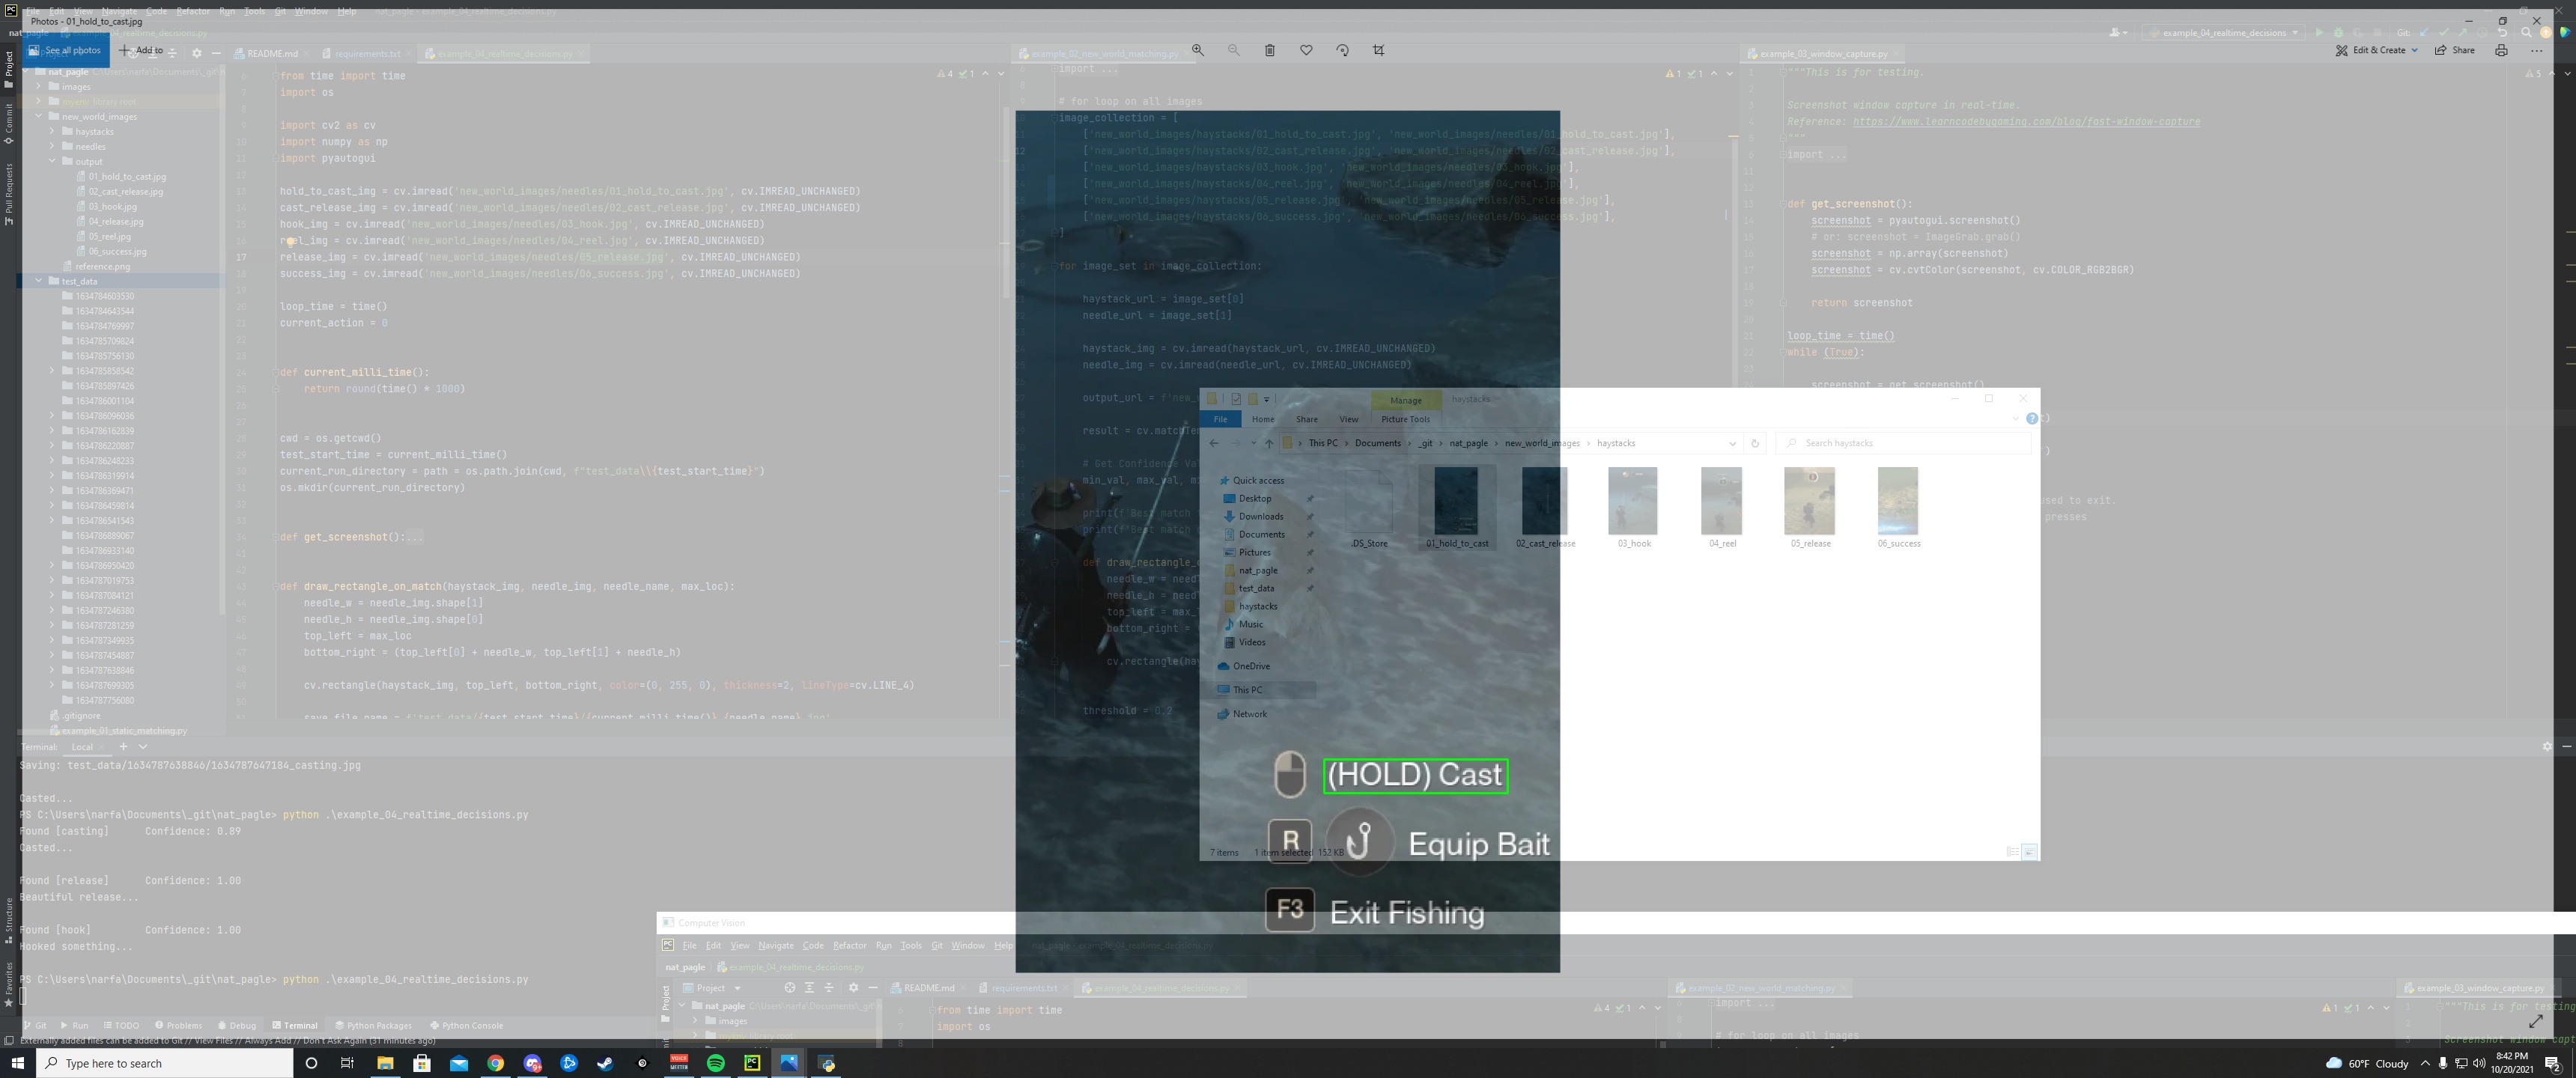 File Edit View Navigate Code Refactor Run Tools Git Window Help nat_pagle - example_04_realtime_decisions.py
Photos - 01_hold_to_cast.jpg
See all photos
Add to
Edit & Create
Share
nat_pagle
example_04_realtime_decisions.py
example_04_realtime_decisions
Git:
README.md
requirements.txt
example_04_realtime_decisions.py
example_02_new_world_matching.py
example_03_window_capture.py
Project
Commit
Pull Requests
Structure
Favorites
nat_pagle
images
myenv library root
new_world_images
haystacks
needles
output
01_hold_to_cast.jpg
02_cast_release.jpg
03_hook.jpg
04_release.jpg
05_reel.jpg
06_success.jpg
reference.png
test_data
1634784603530
1634784643544
1634784769997
1634785709824
1634785756130
1634785858542
1634785897426
1634786001104
1634786096036
1634786162839
1634786220887
1634786248233
1634786319914
1634786369471
1634786459814
1634786541543
1634786889067
1634786933140
1634786950420
1634787019753
1634787084121
1634787246380
1634787281259
1634787349935
1634787454887
1634787638846
1634787699305
1634787756080
.gitignore
example_01_static_matching.py
from time import time
import os
import cv2 as cv
import numpy as np
import pyautogui
hold_to_cast_img = cv.imread('new_world_images/needles/01_hold_to_cast.jpg', cv.IMREAD_UNCHANGED)
cast_release_img = cv.imread('new_world_images/needles/02_cast_release.jpg', cv.IMREAD_UNCHANGED)
hook_img = cv.imread('new_world_images/needles/03_hook.jpg', cv.IMREAD_UNCHANGED)
reel_img = cv.imread('new_world_images/needles/04_reel.jpg', cv.IMREAD_UNCHANGED)
release_img = cv.imread('new_world_images/needles/05_release.jpg', cv.IMREAD_UNCHANGED)
success_img = cv.imread('new_world_images/needles/06_success.jpg', cv.IMREAD_UNCHANGED)
loop_time = time()
current_action = 0
def current_milli_time():
return round(time() * 1000)
cwd = os.getcwd()
test_start_time = current_milli_time()
current_run_directory = path = os.path.join(cwd, f"test_data\\{test_start_time}")
os.mkdir(current_run_directory)
def get_screenshot():...
def draw_rectangle_on_match(haystack_img, needle_img, needle_name, max_loc):
needle_w = needle_img.shape[1]
needle_h = needle_img.shape[0]
top_left = max_loc
bottom_right = (top_left[0] + needle_w, top_left[1] + needle_h)
cv.rectangle(haystack_img, top_left, bottom_right, color=(0, 255, 0), thickness=2, lineType=cv.LINE_4)
save_file_name = f'test_data/{test_start_time}/{current_milli_time()}_{needle_name}.jpg'
import ...
# for loop on all images
image_collection = [
['new_world_images/haystacks/01_hold_to_cast.jpg', 'new_world_images/needles/01_hold_to_cast.jpg'],
['new_world_images/haystacks/02_cast_release.jpg', 'new_world_images/needles/02_cast_release.jpg'],
['new_world_images/haystacks/03_hook.jpg', 'new_world_images/needles/03_hook.jpg'],
['new_world_images/haystacks/04_reel.jpg', 'new_world_images/needles/04_reel.jpg'],
['new_world_images/haystacks/05_release.jpg', 'new_world_images/needles/05_release.jpg'],
['new_world_images/haystacks/06_success.jpg', 'new_world_images/needles/06_success.jpg'],
]
for image_set in image_collection:
haystack_url = image_set[0]
needle_url = image_set[1]
haystack_img = cv.imread(haystack_url, cv.IMREAD_UNCHANGED)
needle_img = cv.imread(needle_url, cv.IMREAD_UNCHANGED)
output_url = f'new_
result = cv.matchTe
# Get Confidence Val
min_val, max_val, mi
print(f'Best match
print(f'Best match
def draw_rectangle_
needle_w = need
needle_h = need
top_left = max_l
bottom_right =
cv.rectangle(hay
threshold = 0.2
"""This is for testing.
Screenshot window capture in real-time.
Reference: https://www.learncodebygaming.com/blog/fast-window-capture
"""
import ...
def get_screenshot():
screenshot = pyautogui.screenshot()
# or: screenshot = ImageGrab.grab()
screenshot = np.array(screenshot)
screenshot = cv.cvtColor(screenshot, cv.COLOR_RGB2BGR)
return screenshot
loop_time = time()
while (True):
screenshot = get_screenshot()
used to exit.
presses
Manage
haystacks
File Home Share View Picture Tools
This PC > Documents > _git > nat_pagle > new_world_images > haystacks
Search haystacks
Quick access
Desktop
Downloads
Documents
Pictures
nat_pagle
test_data
haystacks
Music
Videos
OneDrive
This PC
Network
.DS_Store
01_hold_to_cast
02_cast_release
03_hook
04_reel
05_release
06_success
7 items 1 item selected 152 KB
(HOLD) Cast
R Equip Bait
F3 Exit Fishing
Terminal: Local
Saving: test_data/1634787638846/1634787647184_casting.jpg
Casted...
PS C:\Users\narfa\Documents\_git\nat_pagle> python .\example_04_realtime_decisions.py
Found [casting] Confidence: 0.89
Casted...
Found [release] Confidence: 1.00
Beautiful release...
Found [hook] Confidence: 1.00
Hooked something...
PS C:\Users\narfa\Documents\_git\nat_pagle> python .\example_04_realtime_decisions.py
Computer Vision
File Edit View Navigate Code Refactor Run Tools Git Window Help nat_pagle - example_04_realtime_decisions.py
nat_pagle example_04_realtime_decisions.py
Project
README.md
requirements.txt
example_04_realtime_decisions.py
example_02_new_world_matching.py
example_03_window_capture.py
nat_pagle
images
from time import time
import os
import ...
# for loop on all images
"""This is for testing
Screenshot window capt
Git Run TODO Problems Debug Terminal Python Packages Python Console
Externally added files can be added to Git // View Files // Always Add // Don't Ask Again (31 minutes ago)
Type here to search
60°F Cloudy
8:42 PM
10/20/2021